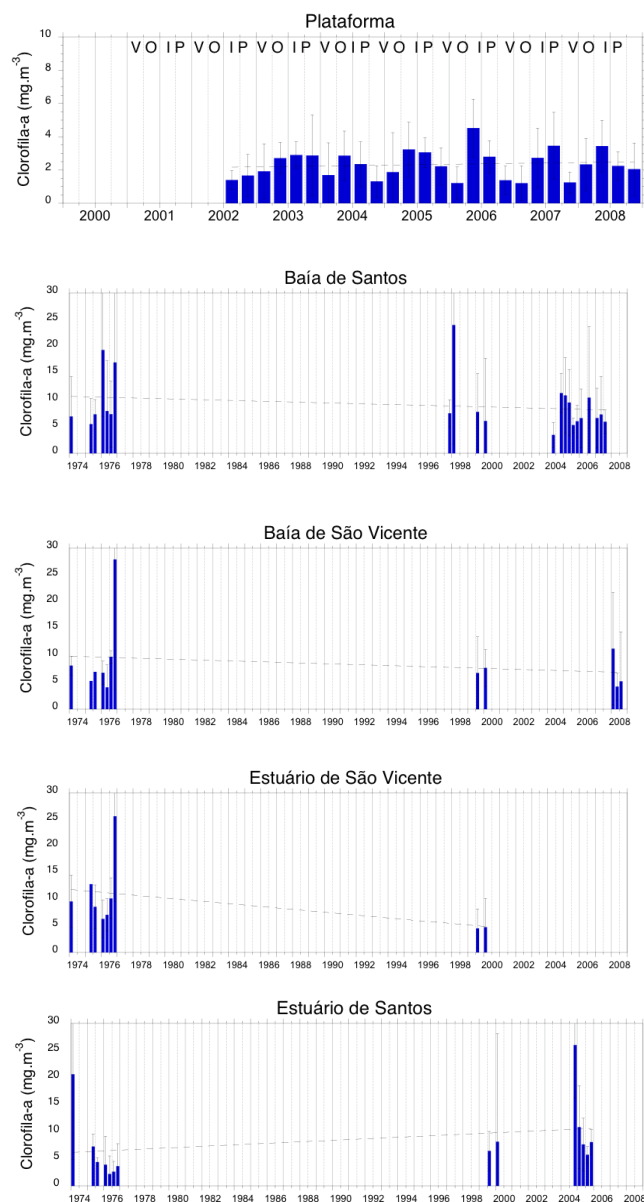 Plataforma
Clorofila-a (mg.m-3)
10
8
6
4
2
0
V O I P V O I P V O I P V O I P V O I P V O I P V O I P V O I P
2000 2001 2002 2003 2004 2005 2006 2007 2008
Baía de Santos
Clorofila-a (mg.m-3)
30
25
20
15
10
5
0
1974 1976 1978 1980 1982 1984 1986 1988 1990 1992 1994 1996 1998 2000 2002 2004 2006 2008
Baía de São Vicente
Clorofila-a (mg.m-3)
30
25
20
15
10
5
0
1974 1976 1978 1980 1982 1984 1986 1988 1990 1992 1994 1996 1998 2000 2002 2004 2006 2008
Estuário de São Vicente
Clorofila-a (mg.m-3)
30
25
20
15
10
5
0
1974 1976 1978 1980 1982 1984 1986 1988 1990 1992 1994 1996 1998 2000 2002 2004 2006 2008
Estuário de Santos
Clorofila-a (mg.m-3)
30
25
20
15
10
5
0
1974 1976 1978 1980 1982 1984 1986 1988 1990 1992 1994 1996 1998 2000 2002 2004 2006 2008